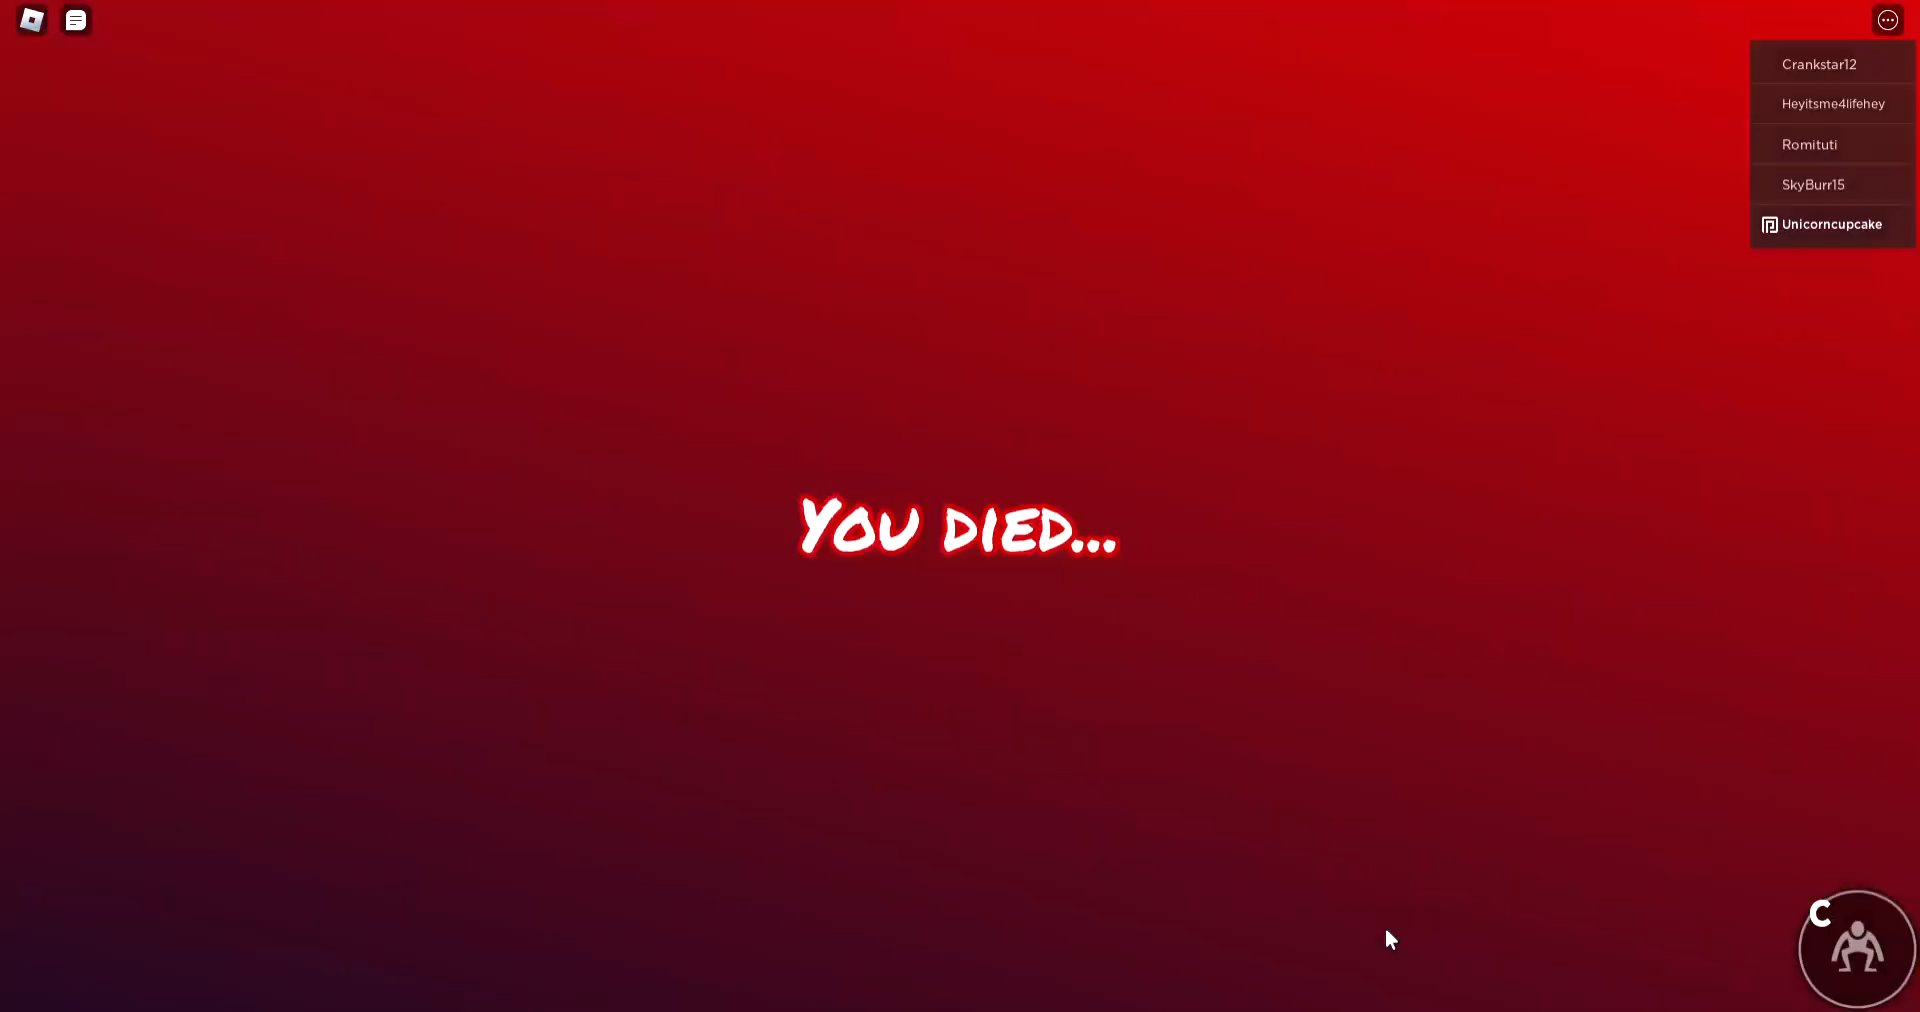 Crankstar12
Heyitsme4lifehey
Romituti
SkyBurr15
Unicorncupcake
You died...
C